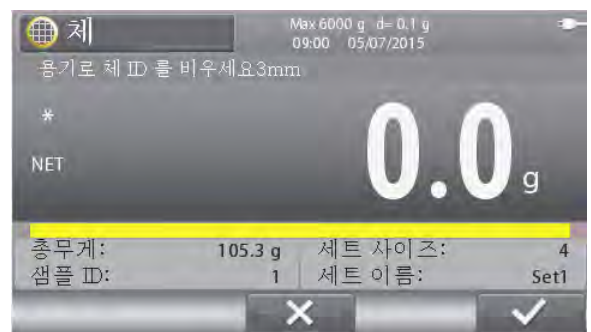 체
Max 6000 g d= 0.1 g
09:00 05/07/2015
용기로 체 ID 를 비우세요3mm
*
NET
0.0 g
총무게: 105.3 g 세트 사이즈: 4
샘플 ID: 1 세트 이름: Set1